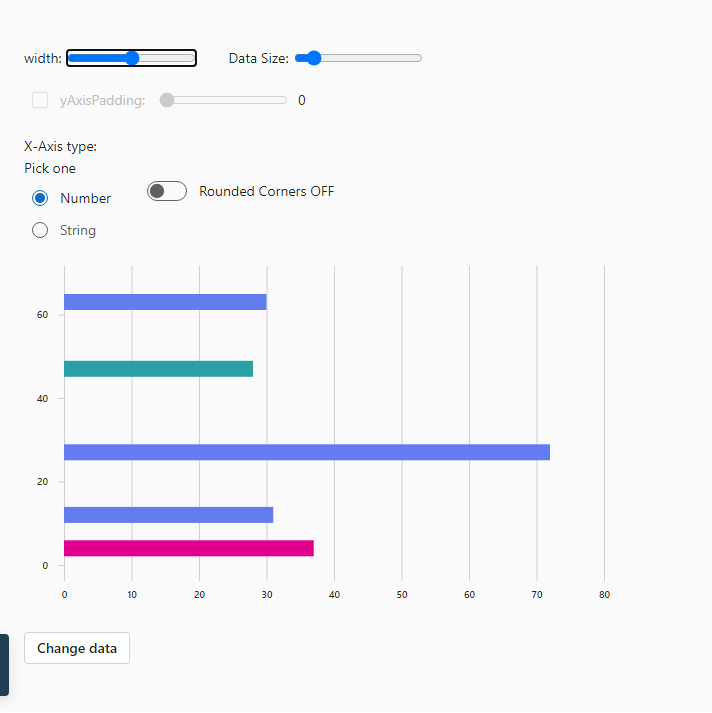 width: Data Size:
yAxisPadding: 0
X-Axis type:
Pick one
Number Rounded Corners OFF
String
60
40
20
0
0 10 20 30 40 50 60 70 80
Change data